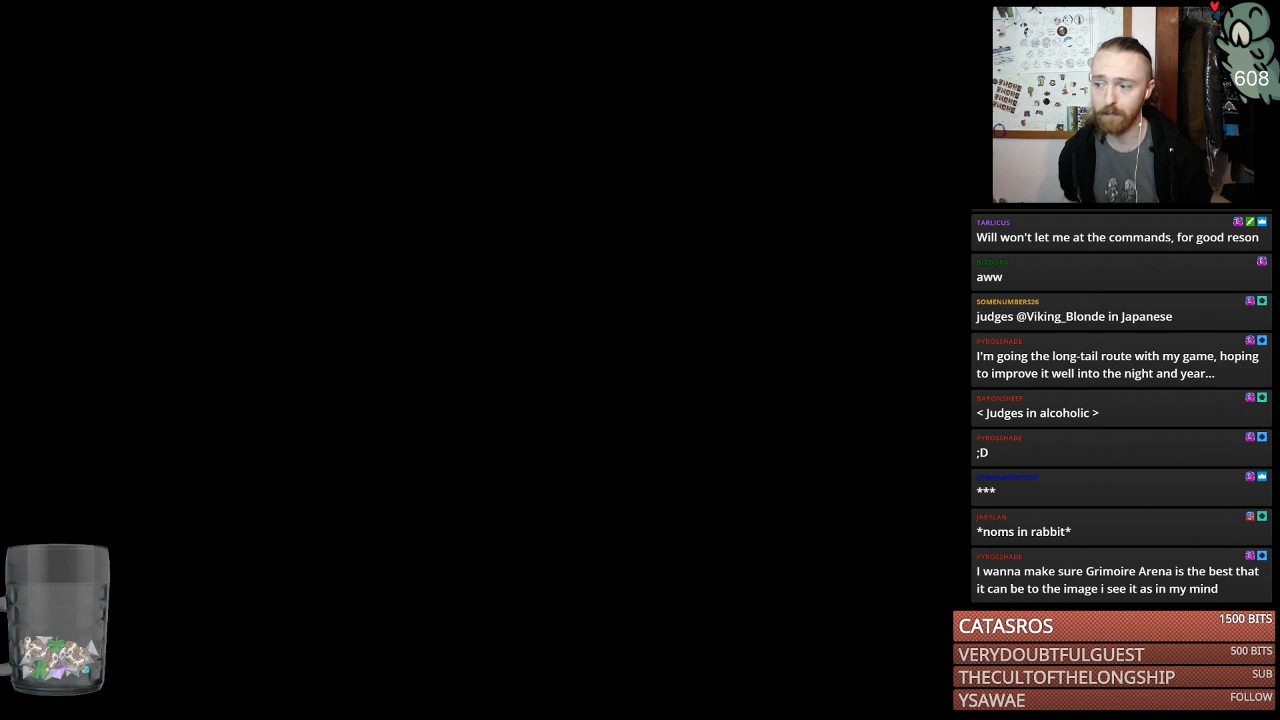 608
TARLICUS
Will won't let me at the commands, for good reson
BIADORA
aww
SOMENUMBERS26
judges @Viking_Blonde in Japanese
PYROSSHADE
I'm going the long-tail route with my game, hoping
to improve it well into the night and year...
BARONSHEEP
< Judges in alcoholic >
PYROSSHADE
;D
***
JARYLAN
*noms in rabbit*
PYROSSHADE
I wanna make sure Grimoire Arena is the best that
it can be to the image i see it as in my mind
CATASROS 1500 BITS
VERYDOUBTFULGUEST 500 BITS
THECULTOFTHELONGSHIP SUB
YSAWAE FOLLOW